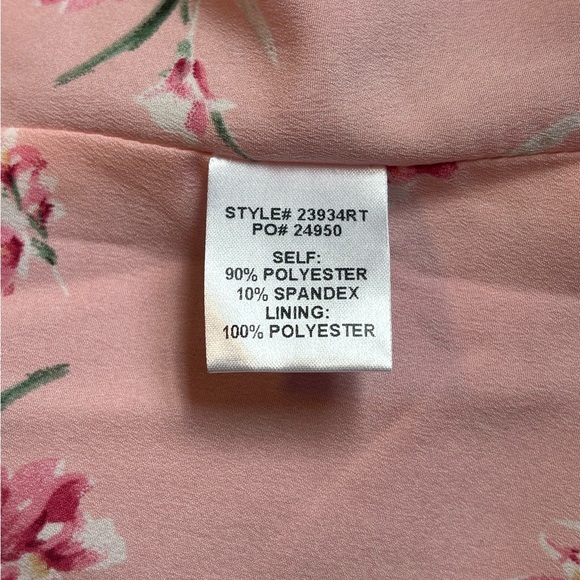 STYLE# 23934RT
PO# 24950
SELF:
90% POLYESTER
10% SPANDEX
LINING:
100% POLYESTER